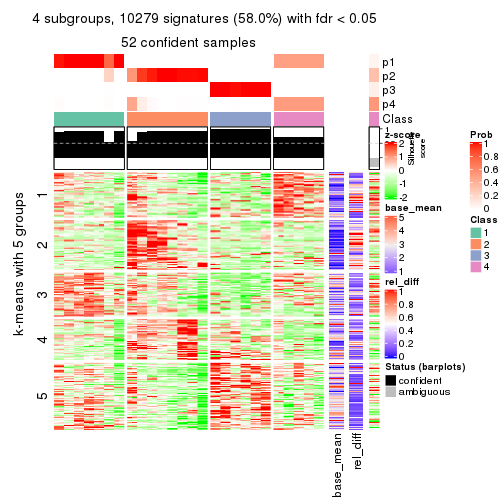 4 subgroups, 10279 signatures (58.0%) with fdr < 0.05
52 confident samples
p1
p2
p3
p4
Class
1
Silhouette
score
z-score
2
1
0
-1
-2
Prob
1
0.8
0.6
0.4
0.2
0
base_mean
5
4
3
2
1
Class
1
2
3
4
rel_diff
1
0.8
0.6
0.4
0.2
0
Status (barplots)
confident
ambiguous
k-means with 5 groups
1
2
3
4
5
base_mean
rel_diff